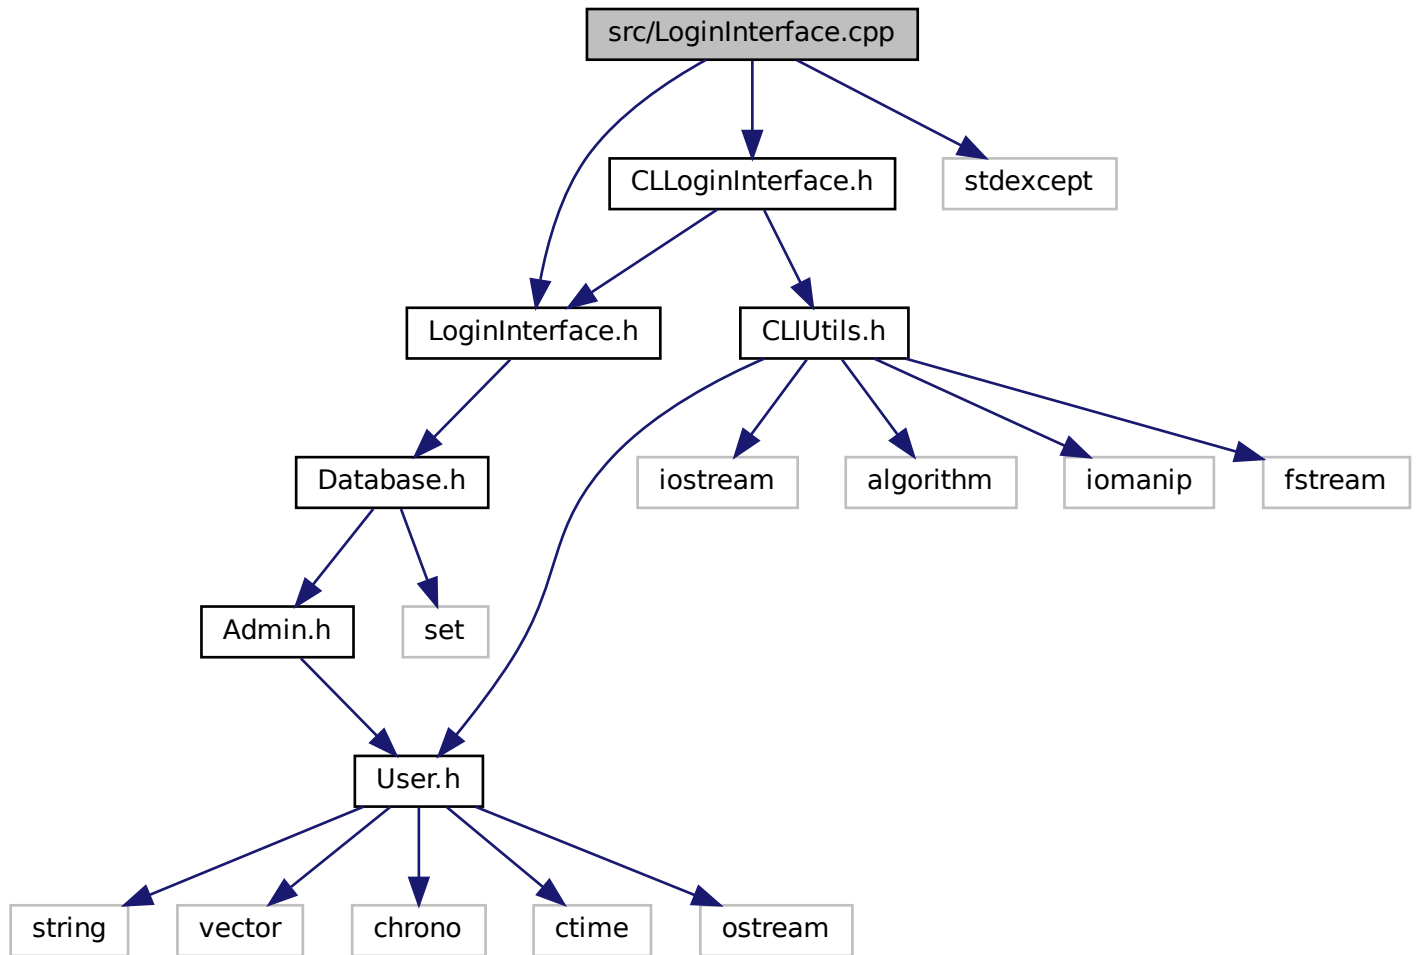 src/LoginInterface.cpp
CLLoginInterface.h
stdexcept
LoginInterface.h
CLIUtils.h
Database.h
iostream
algorithm
iomanip
fstream
Admin.h
set
User.h
string
vector
chrono
ctime
ostream